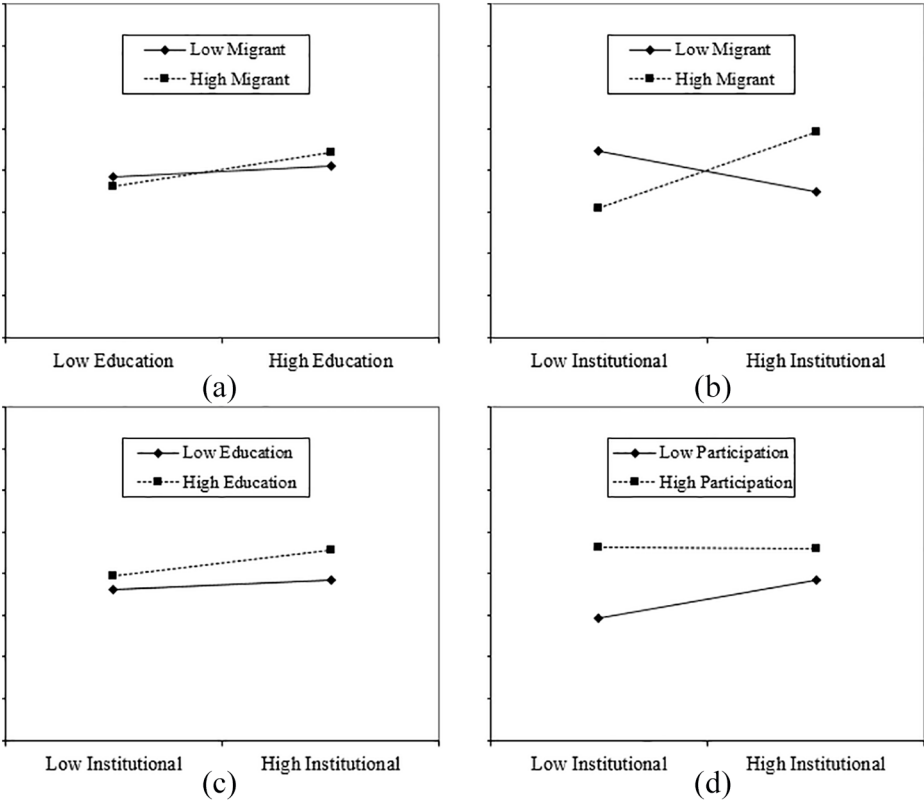 Low Migrant
High Migrant
Low Education
High Education
(a)
Low Migrant
High Migrant
Low Institutional
High Institutional
(b)
Low Education
High Education
Low Institutional
High Institutional
(c)
Low Participation
High Participation
Low Institutional
High Institutional
(d)